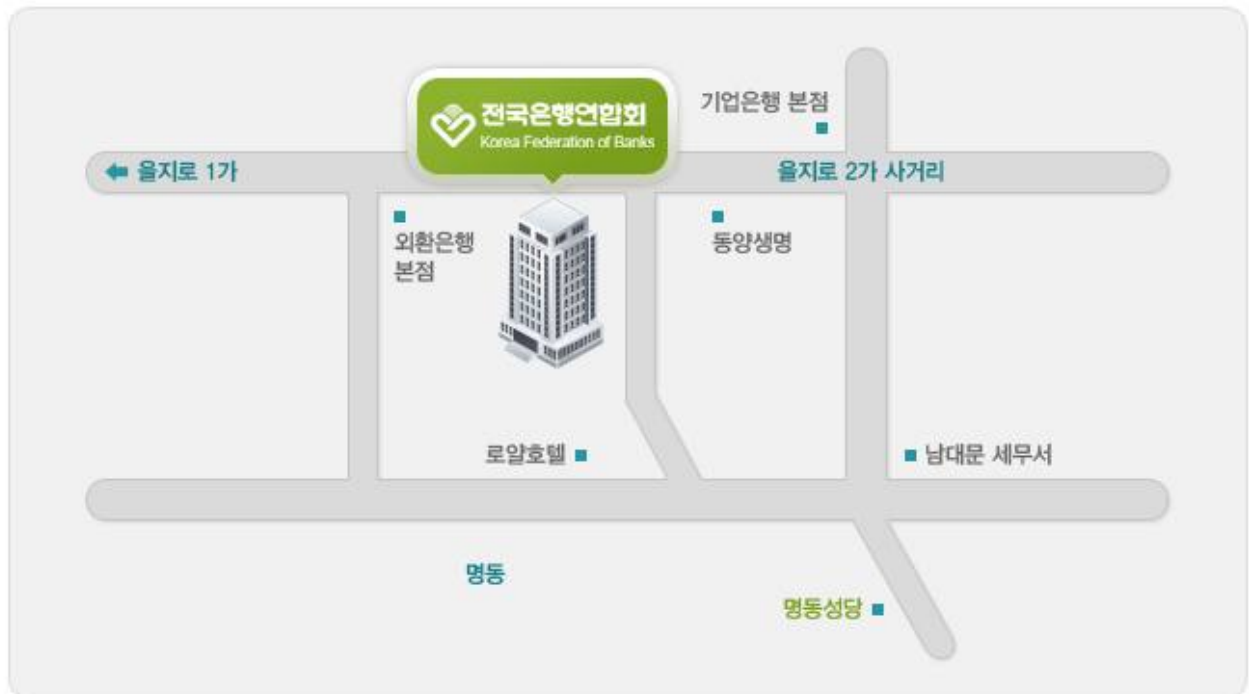 기업은행 본점
전국은행연합회
Korea Federation of Banks
을지로 1가
을지로 2가 사거리
외환은행
본점
동양생명
로얄호텔
남대문 세무서
명동
명동성당